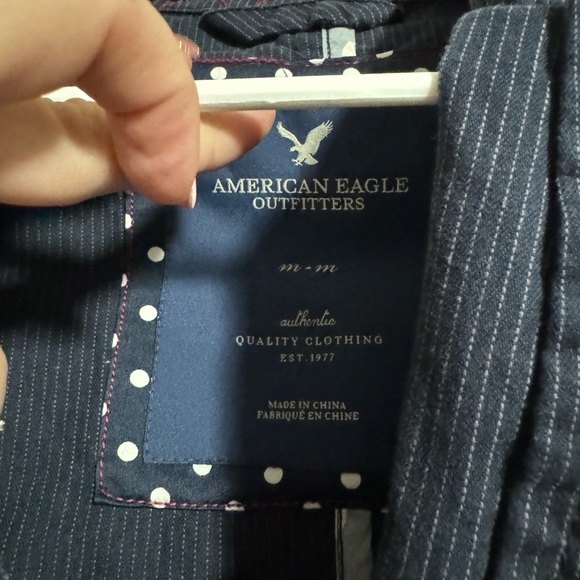 AMERICAN EAGLE
OUTFITTERS
m-m
authentic
QUALITY CLOTHING
EST. 1977
MADE IN CHINA
FABRIQUÉ EN CHINE